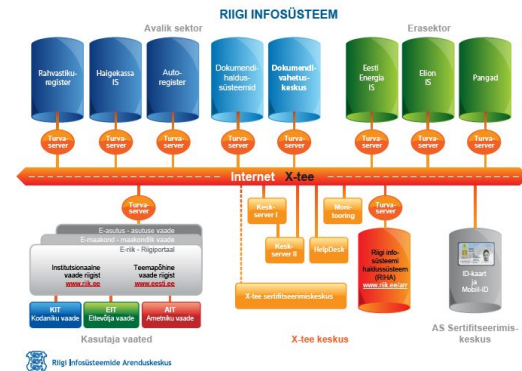 RIIGI INFOSÜSTEEM
Avalik sektor
Erasektor
Rahvastiku-
register
Haigekassa
IS
Auto-
register
Dokumendi-
haldus-
süsteemid
Dokumendi-
vahetus-
keskus
Eesti
Energia
IS
Elion
IS
Pangad
Turva-
server
Turva-
server
Turva-
server
Turva-
server
Turva-
server
Turva-
server
Turva-
server
Turva-
server
Internet X-tee
Turva-
server
Kesk-
server I
Moni-
tooring
Turva-
server
Kesk-
server II
HelpDesk
E-asutus - asutuse vaade
E-maakond - maakondlik vaade
E-riik - Riigiportaal
Institutsionaalne
vaade riigist
www.riik.ee
Teemapõhine
vaade riigist
www.eesti.ee
Riigi info-
süsteemi
haldussüsteem
(RIHA)
www.riik.ee/arr
ID-kaart
ja
Mobiil-ID
X-tee sertifitseerimiskeskus
KIT
Kodaniku vaade
EIT
Ettevõtja vaade
AIT
Ametniku vaade
Kasutaja vaated
X-tee keskus
AS Sertifitseerimis-
keskus
Riigi Infosüsteemide Arenduskeskus